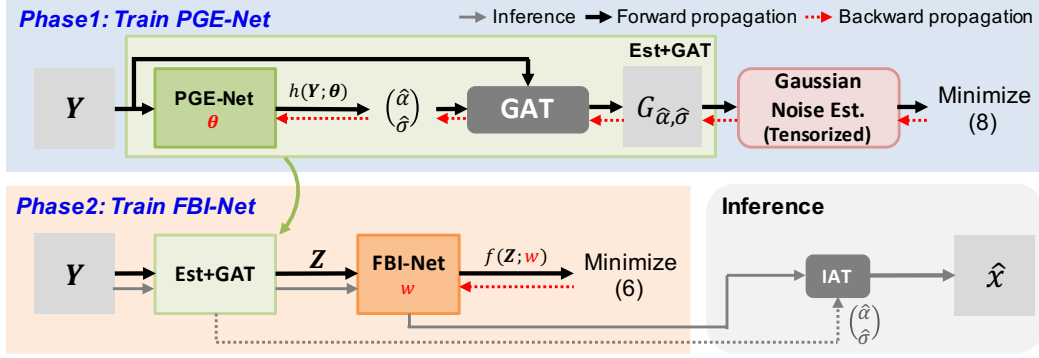 Phase1: Train PGE-Net
Inference Forward propagation Backward propagation
Est+GAT
Y
PGE-Net
θ
h(Y; θ)
(α̂ σ̂)
GAT
G_{α̂,σ̂}
Gaussian
Noise Est.
(Tensorized)
Minimize
(8)
Phase2: Train FBI-Net
Y
Est+GAT
Z
FBI-Net
w
f(Z; w)
Minimize
(6)
Inference
IAT
(α̂ σ̂)
x̂